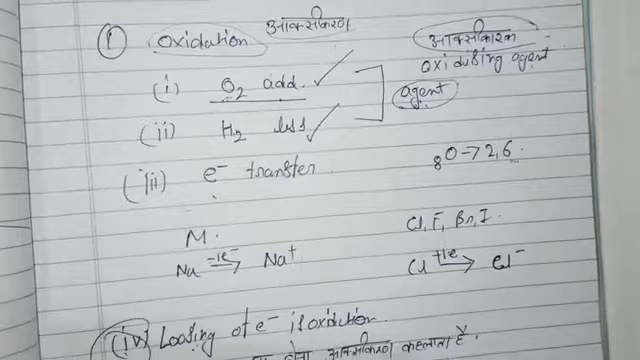 ① Oxidation आक्सीकरण
आक्सीकारक
oxidising agent
(i) O₂ add. ✓
agent
(ii) H₂ less ✓
(iii) e⁻ transfer
₈O → 2,6
M.
Cl, F, Br, I.
Na -1e⁻→ Na⁺
Cl +1e→ Cl⁻
(iv) Loosing of e⁻ is oxidation.
होना आक्सीकरण कहलाता है.